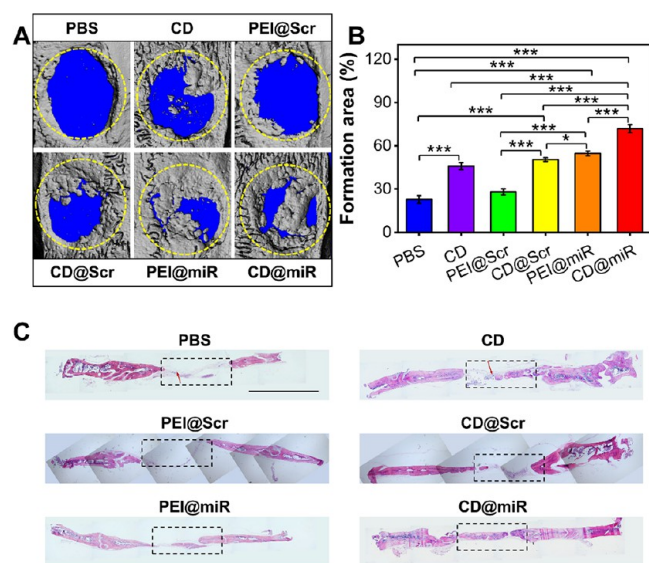 A
PBS
CD
PEI@Scr
CD@Scr
PEI@miR
CD@miR
B
Formation area (%)
120
90
60
30
0
***
***
***
***
***
***
***
***
***
*
***
PBS
CD
PEI@Scr
CD@Scr
PEI@miR
CD@miR
C
PBS
CD
PEI@Scr
CD@Scr
PEI@miR
CD@miR